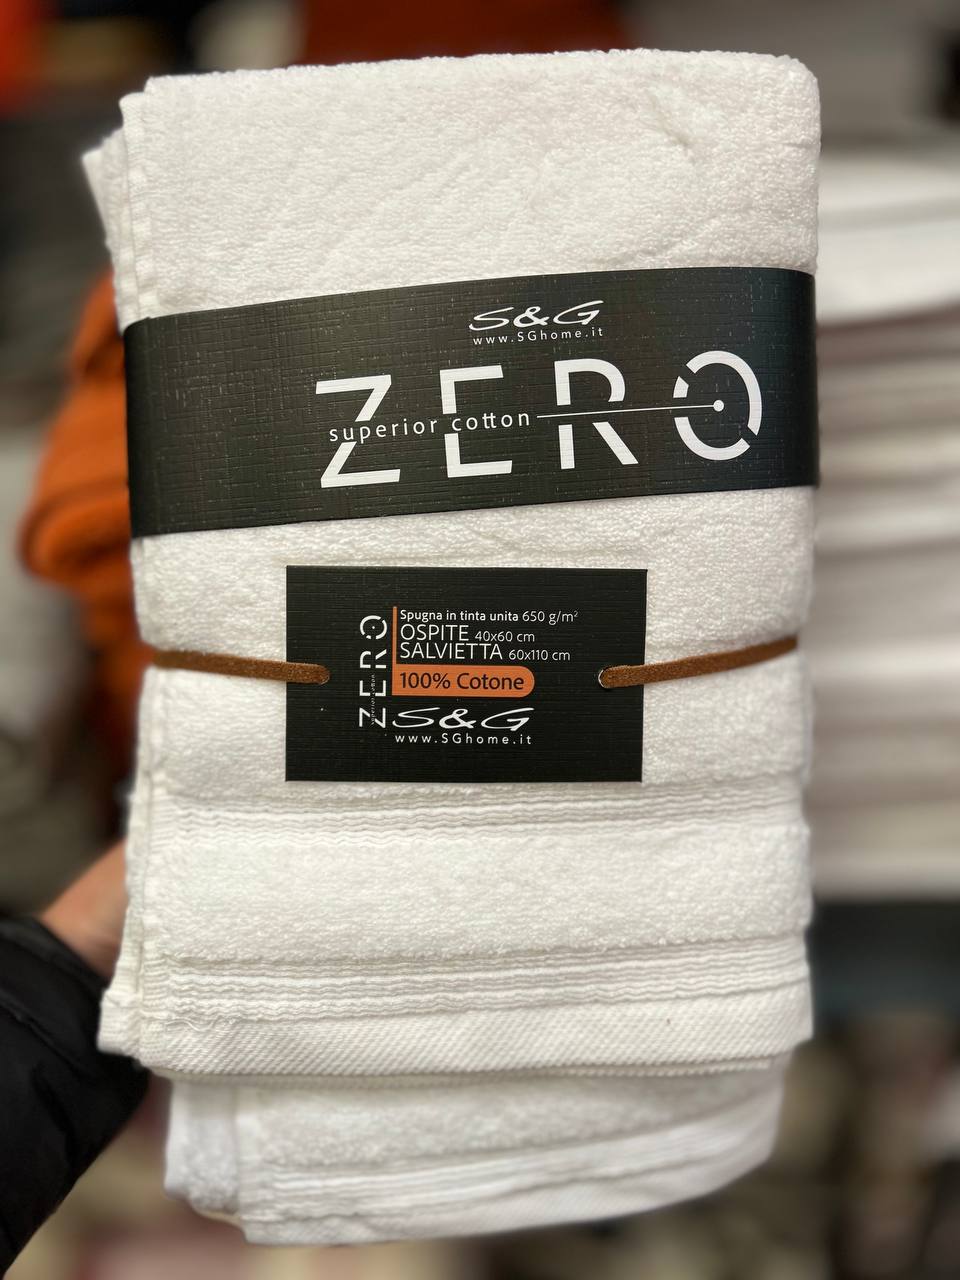 S&G
www.SGhome.it
ZERO
superior cotton
Spugna in tinta unita 650 g/m²
OSPITE 40x60 cm
SALVIETTA 60x110 cm
100% Cotone
ZERO
superior cotton
S&G
www.SGhome.it